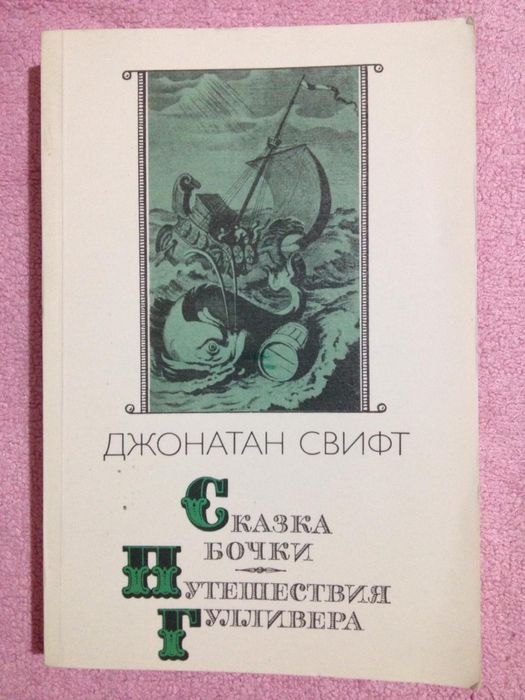 ДЖОНАТАН СВИФТ
СКАЗКА
БОЧКИ
ПУТЕШЕСТВИЯ
ГУЛЛИВЕРА